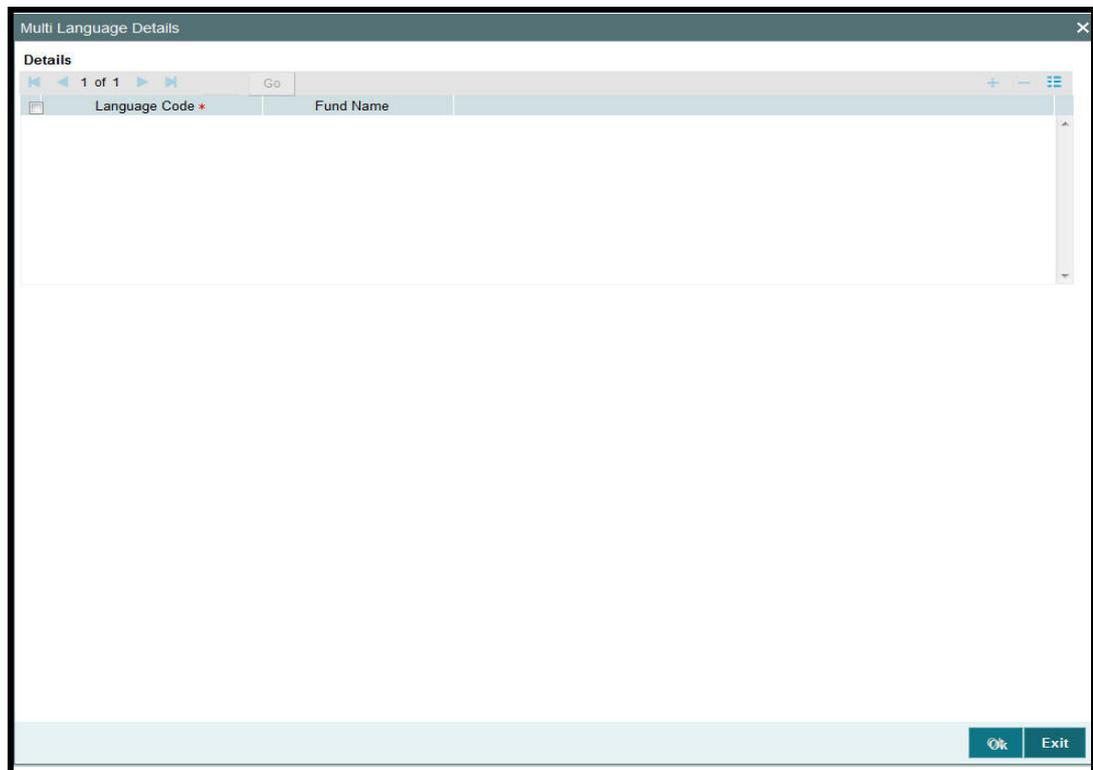 Multi Language Details
Details
1 of 1 Go
Language Code * Fund Name
Ok Exit